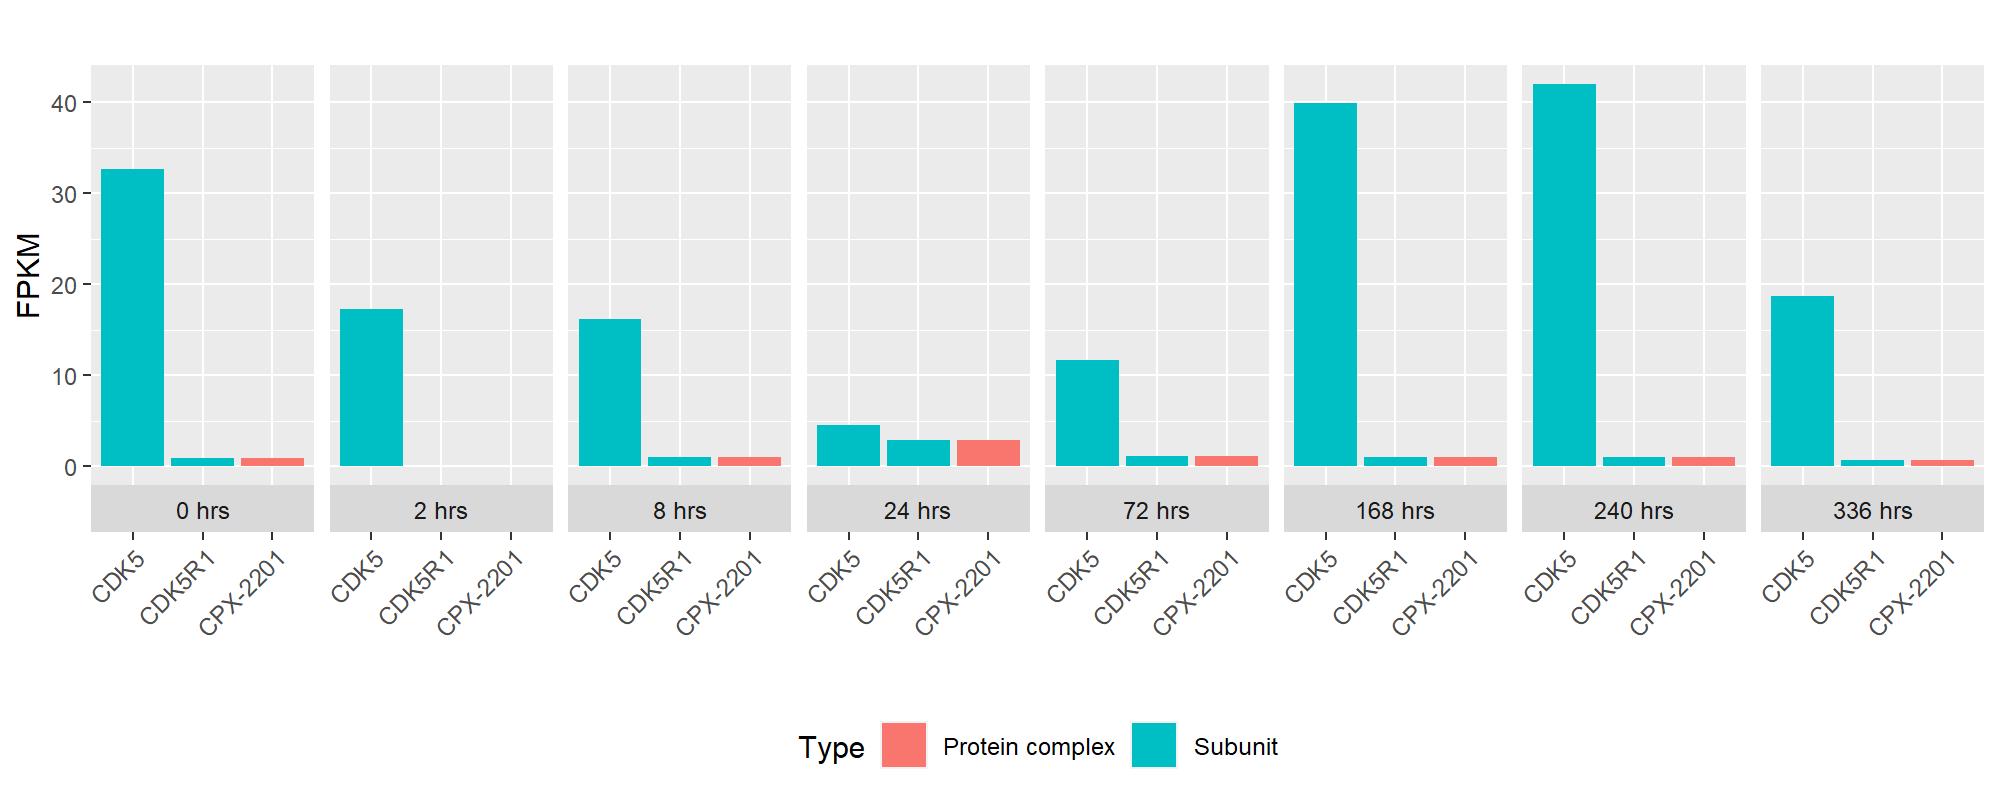 FPKM
40
30
20
10
0
0 hrs 2 hrs 8 hrs 24 hrs 72 hrs 168 hrs 240 hrs 336 hrs
CDK5 CDK5R1 CPX-2201 CDK5 CDK5R1 CPX-2201 CDK5 CDK5R1 CPX-2201 CDK5 CDK5R1 CPX-2201 CDK5 CDK5R1 CPX-2201 CDK5 CDK5R1 CPX-2201 CDK5 CDK5R1 CPX-2201 CDK5 CDK5R1 CPX-2201
Type Protein complex Subunit